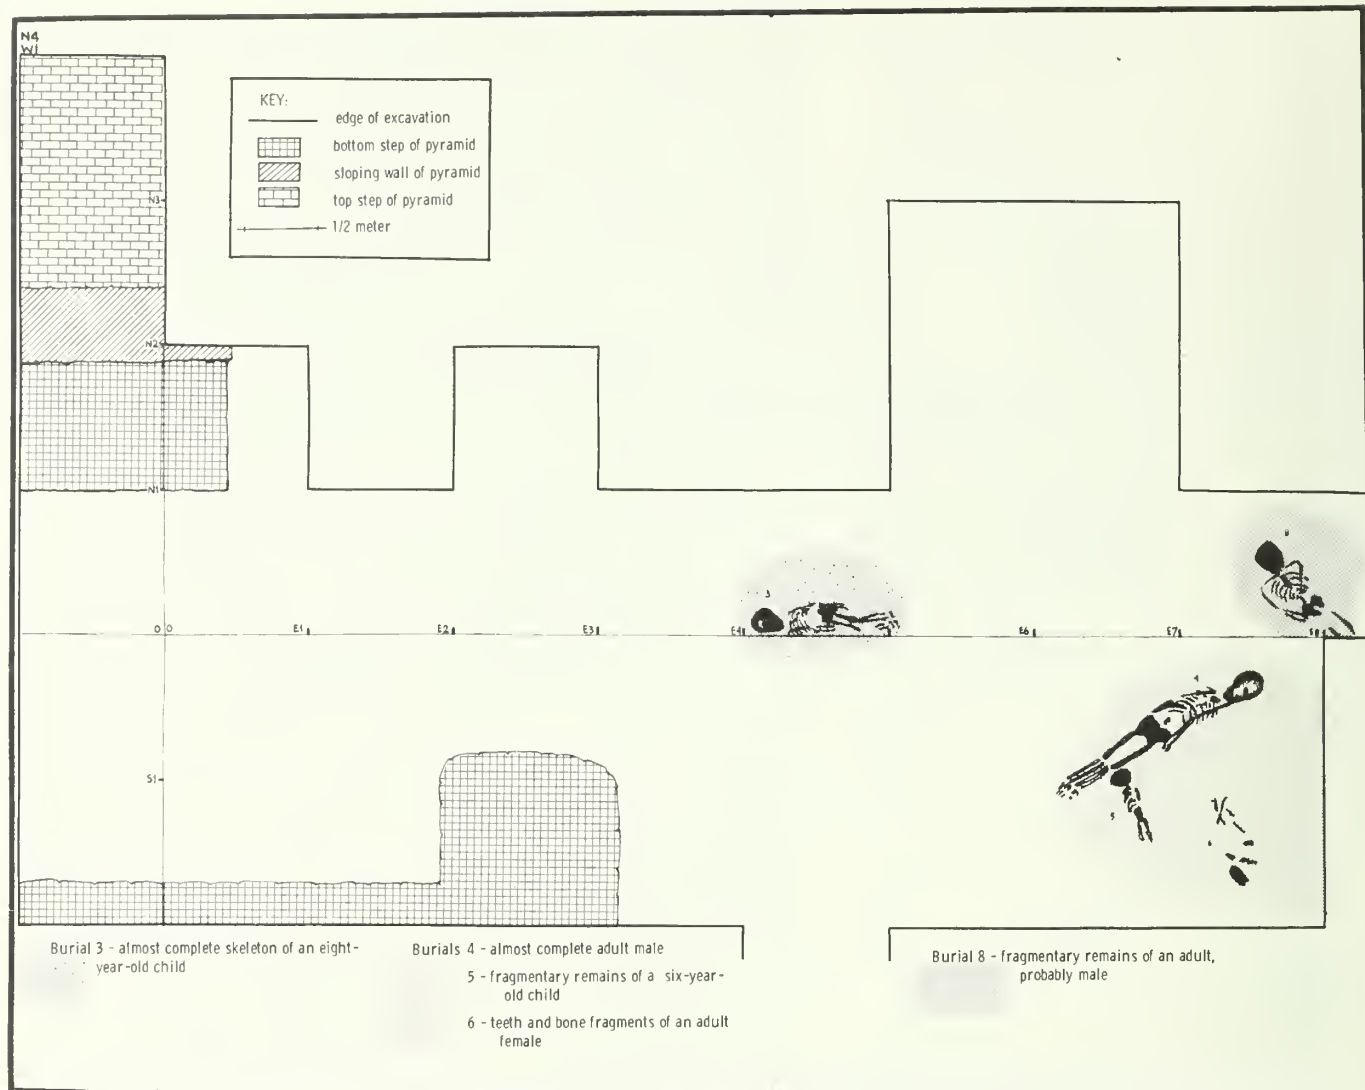 N4
W1
KEY:
edge of excavation
bottom step of pyramid
sloping wall of pyramid
top step of pyramid
1/2 meter
N3
N2
N1
3
8
0 0
E1
E2
E3
E4
E6
E7
4
S1
5
Burial 3 - almost complete skeleton of an eight-
year-old child
Burials 4 - almost complete adult male
5 - fragmentary remains of a six-year-
old child
6 - teeth and bone fragments of an adult
female
Burial 8 - fragmentary remains of an adult,
probably male